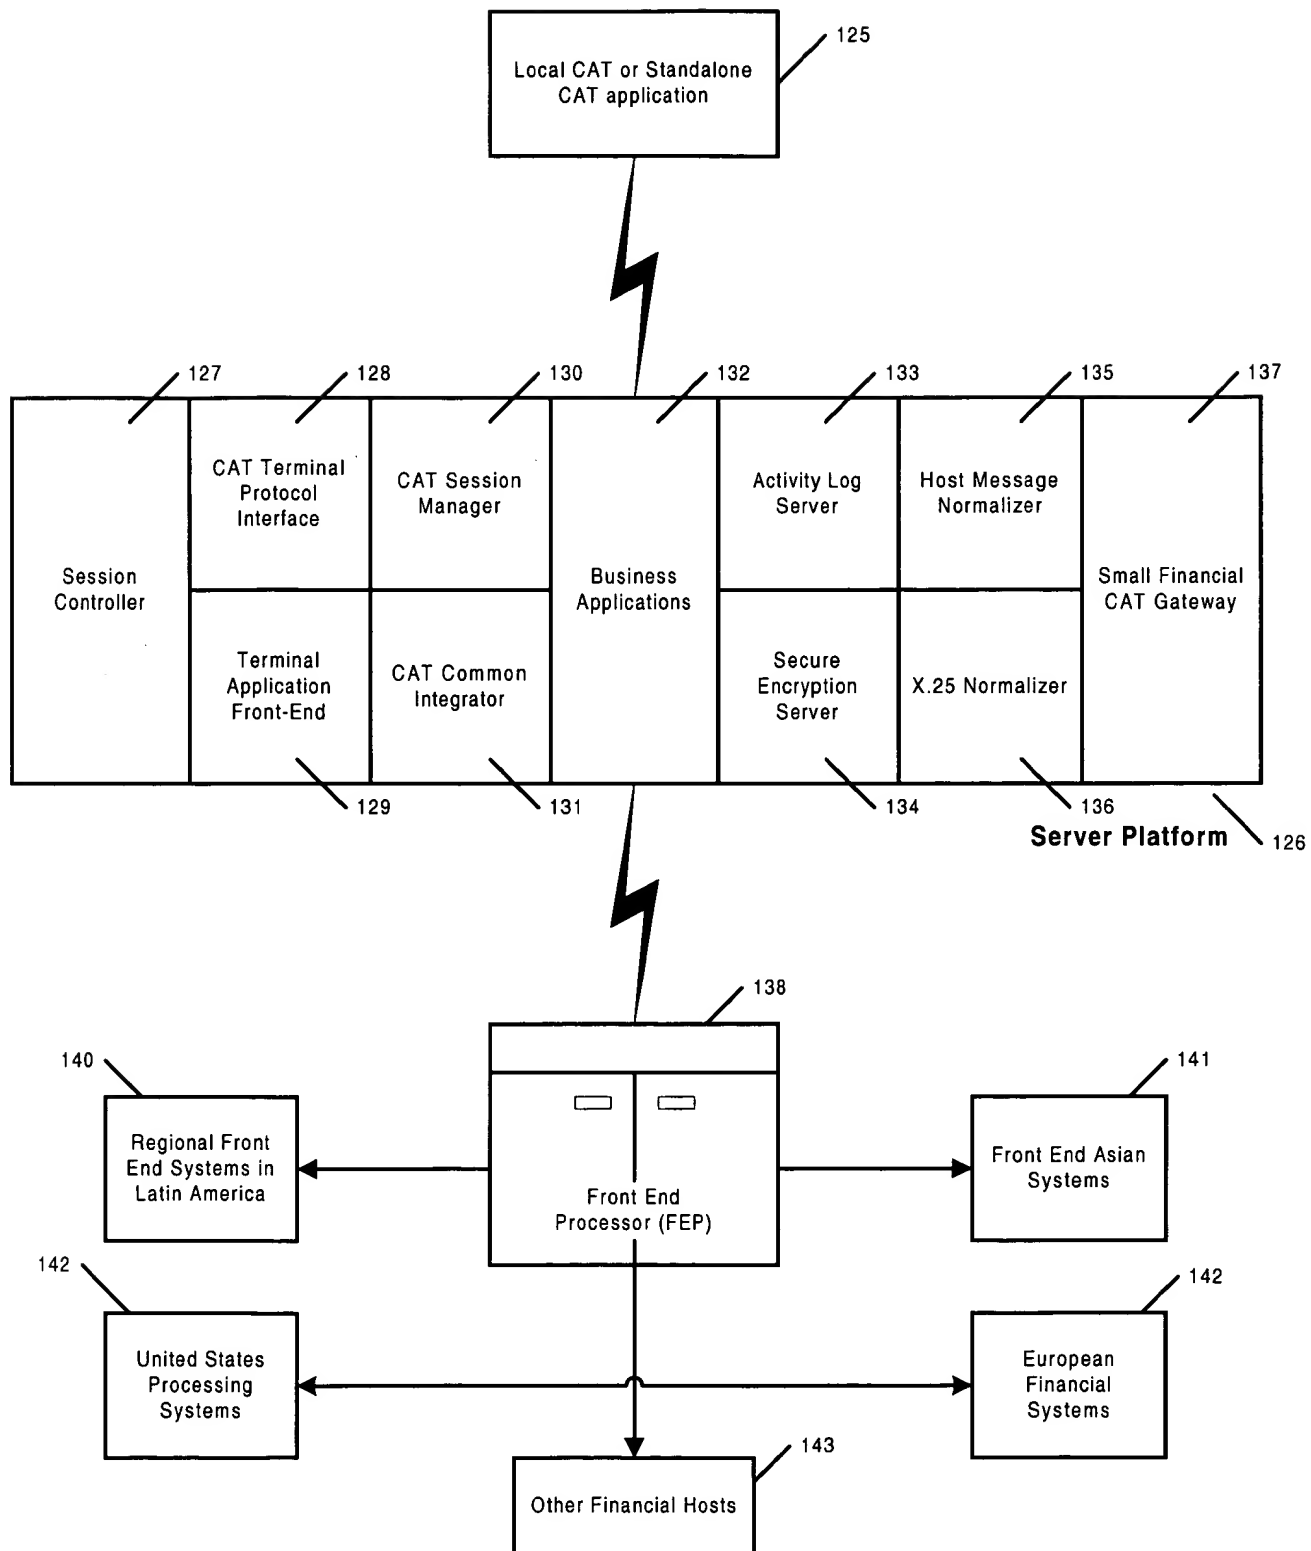 125
Local CAT or Standalone
CAT application
127
128
130
132
133
135
137
CAT Terminal
Protocol
Interface
CAT Session
Manager
Activity Log
Server
Host Message
Normalizer
Session
Controller
Business
Applications
Small Financial
CAT Gateway
Terminal
Application
Front-End
CAT Common
Integrator
Secure
Encryption
Server
X.25 Normalizer
129
131
134
136
Server Platform
126
138
140
141
Regional Front
End Systems in
Latin America
Front End
Processor (FEP)
Front End Asian
Systems
142
142
United States
Processing
Systems
European
Financial
Systems
143
Other Financial Hosts